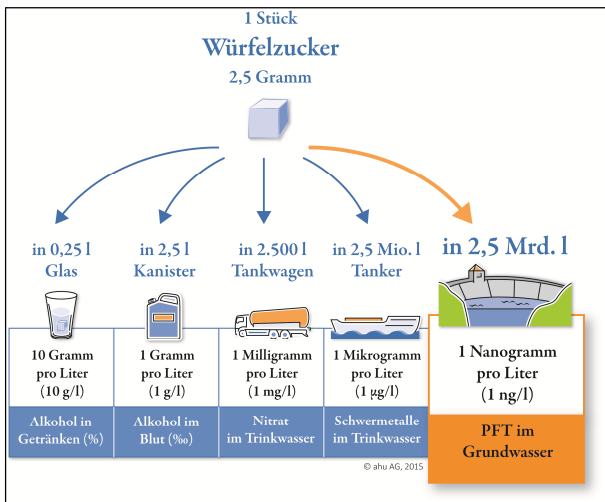 1 Stück
Würfelzucker
2,5 Gramm
in 0,25 l
Glas
in 2,5 l
Kanister
in 2.500 l
Tankwagen
in 2,5 Mio. l
Tanker
in 2,5 Mrd. l
10 Gramm
pro Liter
(10 g/l)
1 Gramm
pro Liter
(1 g/l)
1 Milligramm
pro Liter
(1 mg/l)
1 Mikrogramm
pro Liter
(1 µg/l)
1 Nanogramm
pro Liter
(1 ng/l)
Alkohol in
Getränken (%)
Alkohol im
Blut (‰)
Nitrat
im Trinkwasser
Schwermetalle
im Trinkwasser
PFT im
Grundwasser
© ahu AG, 2015